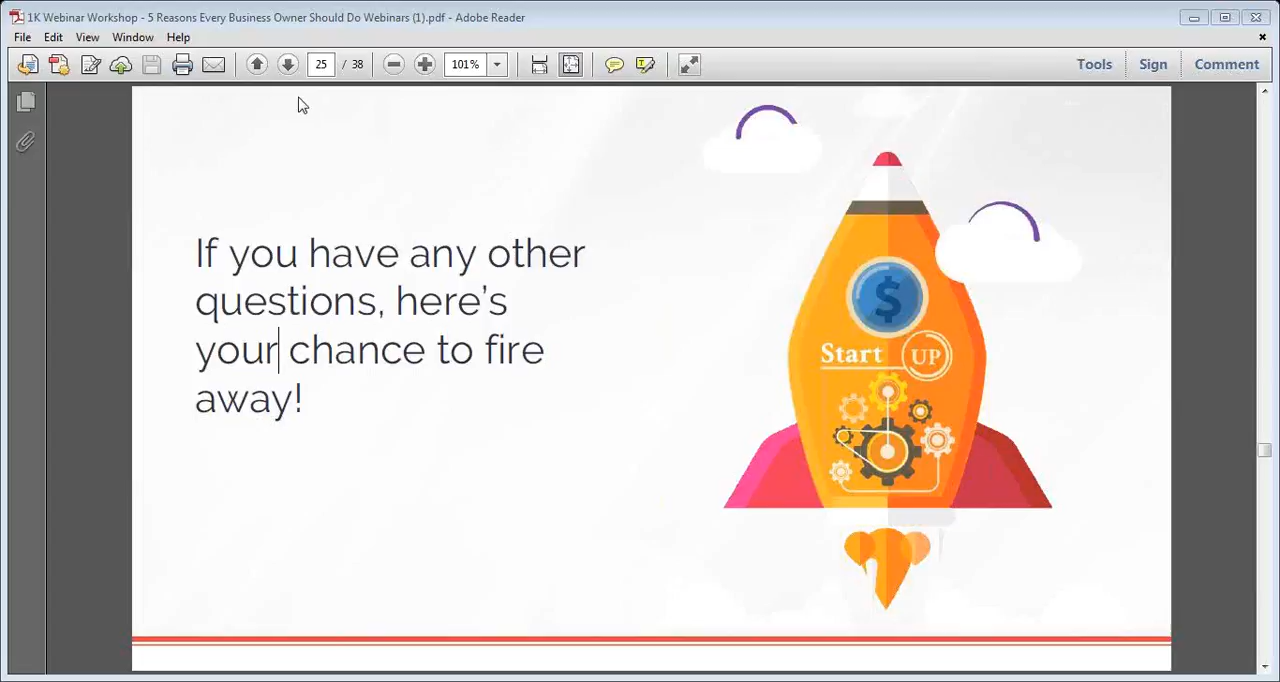 1K Webinar Workshop - 5 Reasons Every Business Owner Should Do Webinars (1).pdf - Adobe Reader
File Edit View Window Help
25 / 38 101% Tools Sign Comment
If you have any other
questions, here's
your chance to fire
away!
$
Start UP